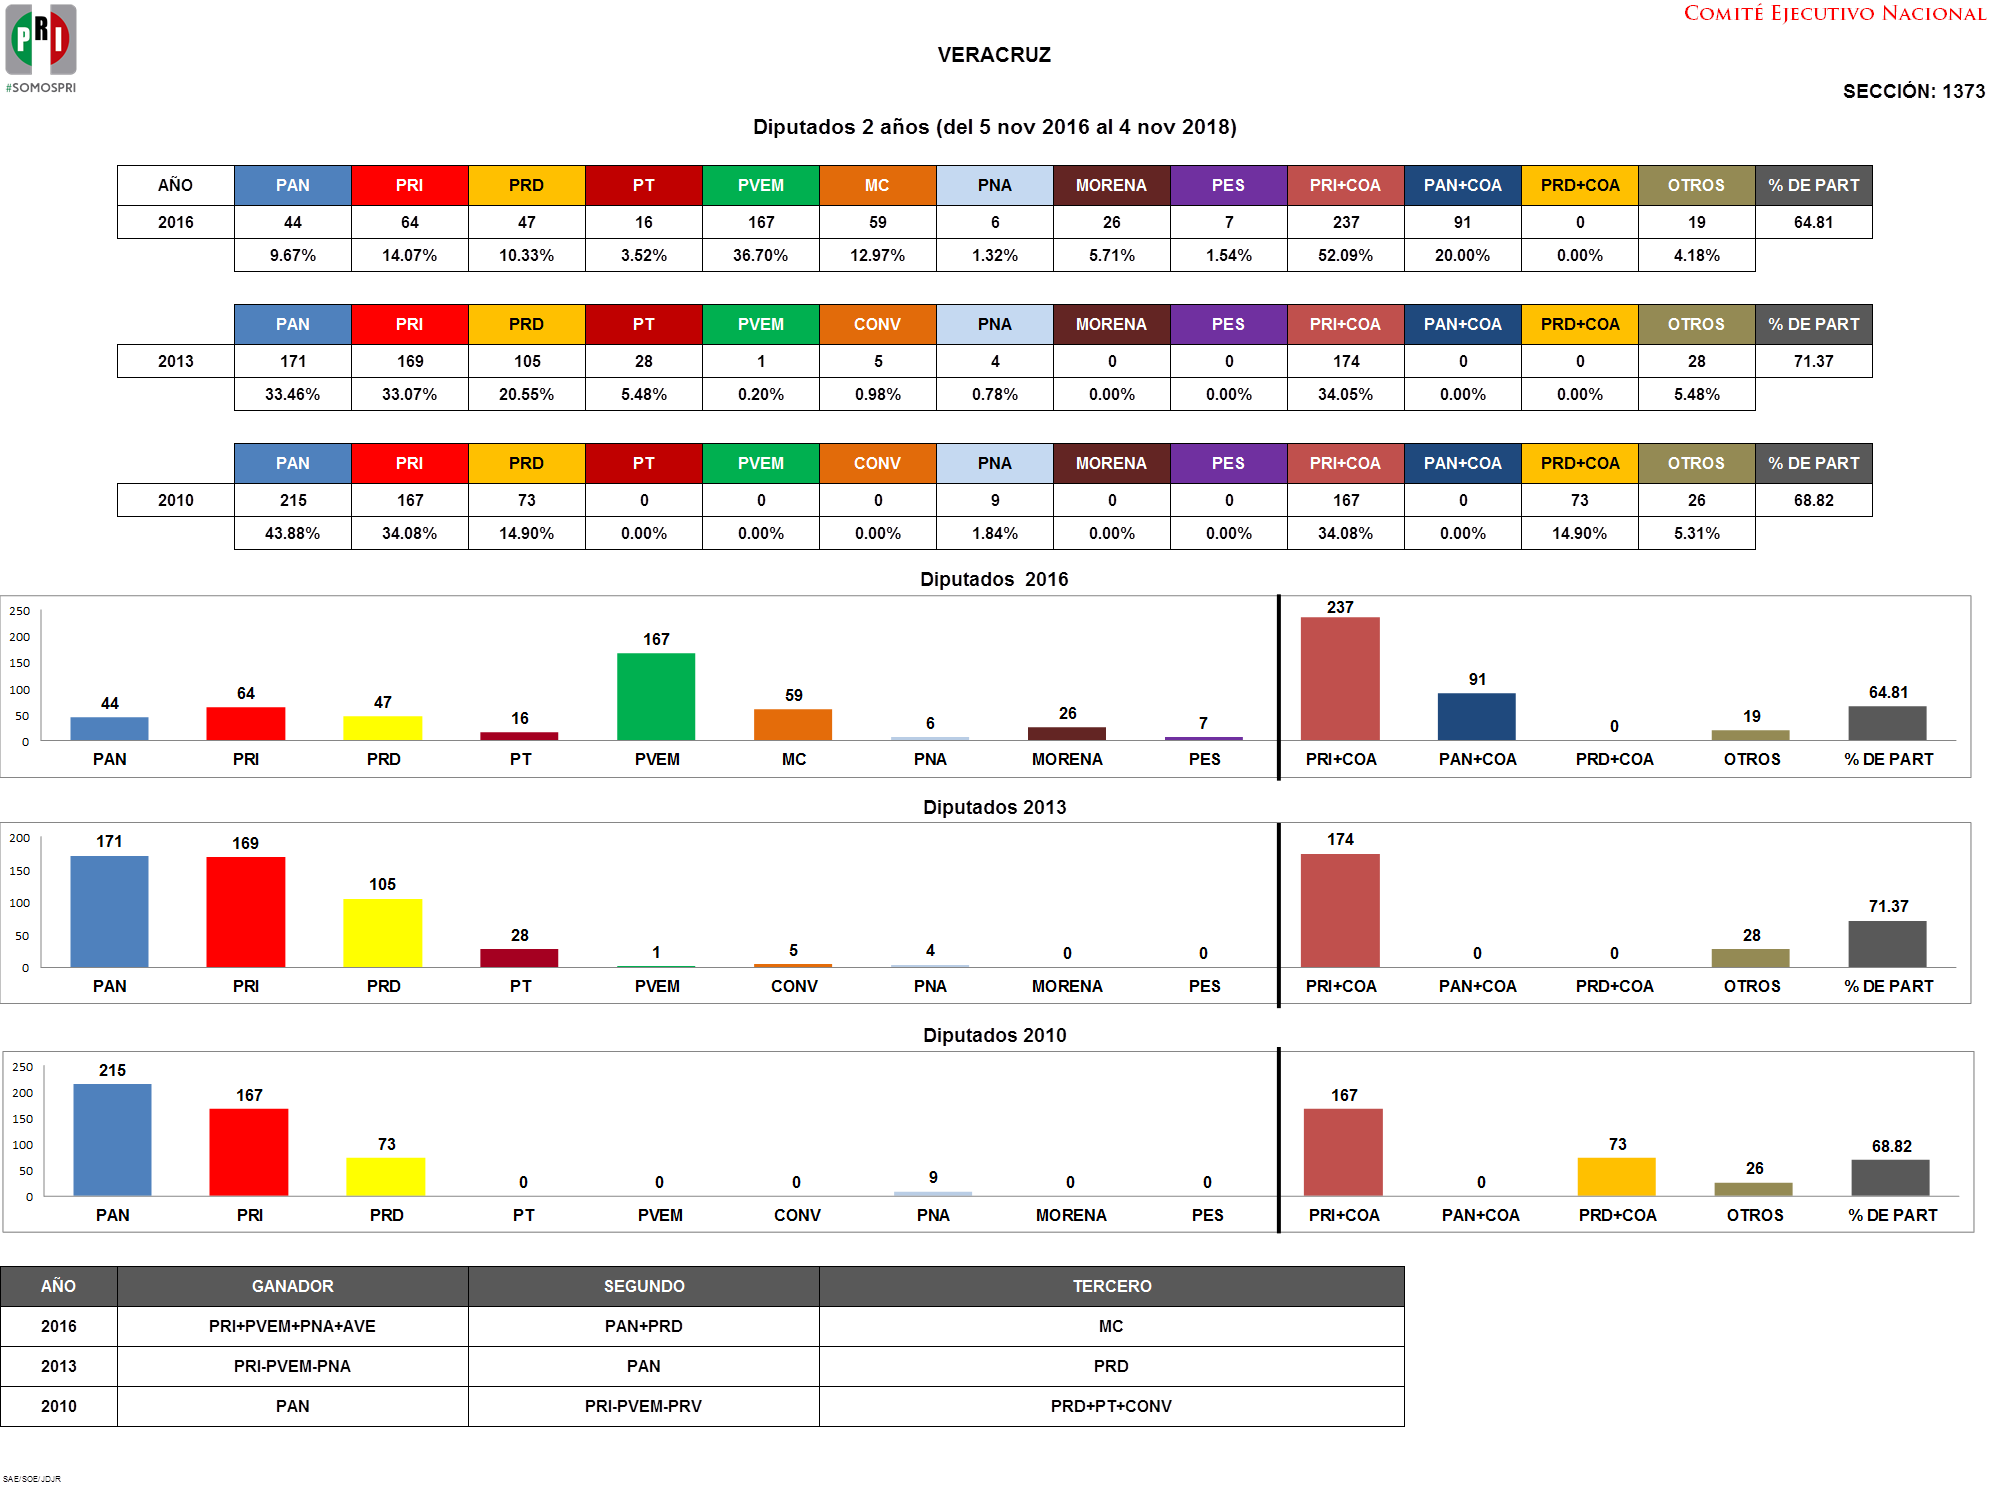 COMITÉ EJECUTIVO NACIONAL
PRI
#SOMOSPRI
VERACRUZ
SECCIÓN: 1373
Diputados 2 años (del 5 nov 2016 al 4 nov 2018)
AÑO PAN PRI PRD PT PVEM MC PNA MORENA PES PRI+COA PAN+COA PRD+COA OTROS % DE PART
2016 44 64 47 16 167 59 6 26 7 237 91 0 19 64.81
9.67% 14.07% 10.33% 3.52% 36.70% 12.97% 1.32% 5.71% 1.54% 52.09% 20.00% 0.00% 4.18%
PAN PRI PRD PT PVEM CONV PNA MORENA PES PRI+COA PAN+COA PRD+COA OTROS % DE PART
2013 171 169 105 28 1 5 4 0 0 174 0 0 28 71.37
33.46% 33.07% 20.55% 5.48% 0.20% 0.98% 0.78% 0.00% 0.00% 34.05% 0.00% 0.00% 5.48%
PAN PRI PRD PT PVEM CONV PNA MORENA PES PRI+COA PAN+COA PRD+COA OTROS % DE PART
2010 215 167 73 0 0 0 9 0 0 167 0 73 26 68.82
43.88% 34.08% 14.90% 0.00% 0.00% 0.00% 1.84% 0.00% 0.00% 34.08% 0.00% 14.90% 5.31%
Diputados 2016
250
200
150
100
50
0
44 64 47 16 167 59 6 26 7 237 91 0 19 64.81
PAN PRI PRD PT PVEM MC PNA MORENA PES PRI+COA PAN+COA PRD+COA OTROS % DE PART
Diputados 2013
200
150
100
50
0
171 169 105 28 1 5 4 0 0 174 0 0 28 71.37
PAN PRI PRD PT PVEM CONV PNA MORENA PES PRI+COA PAN+COA PRD+COA OTROS % DE PART
Diputados 2010
250
200
150
100
50
0
215 167 73 0 0 0 9 0 0 167 0 73 26 68.82
PAN PRI PRD PT PVEM CONV PNA MORENA PES PRI+COA PAN+COA PRD+COA OTROS % DE PART
AÑO GANADOR SEGUNDO TERCERO
2016 PRI+PVEM+PNA+AVE PAN+PRD MC
2013 PRI-PVEM-PNA PAN PRD
2010 PAN PRI-PVEM-PRV PRD+PT+CONV
SAE/SOE/JDJR